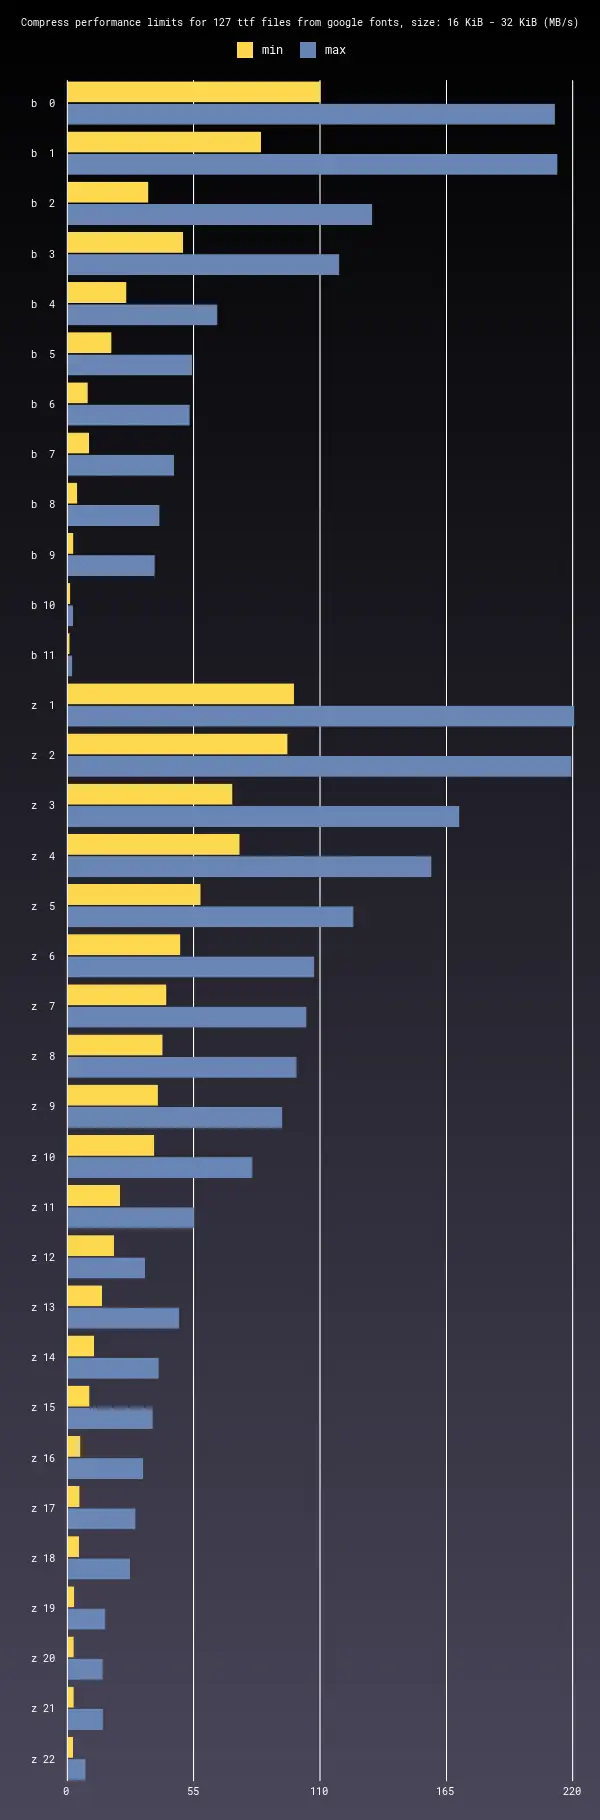 Compress performance limits for 127 ttf files from google fonts, size: 16 KiB - 32 KiB (MB/s)
min max
b 0
b 1
b 2
b 3
b 4
b 5
b 6
b 7
b 8
b 9
b 10
b 11
z 1
z 2
z 3
z 4
z 5
z 6
z 7
z 8
z 9
z 10
z 11
z 12
z 13
z 14
z 15
z 16
z 17
z 18
z 19
z 20
z 21
z 22
0 55 110 165 220